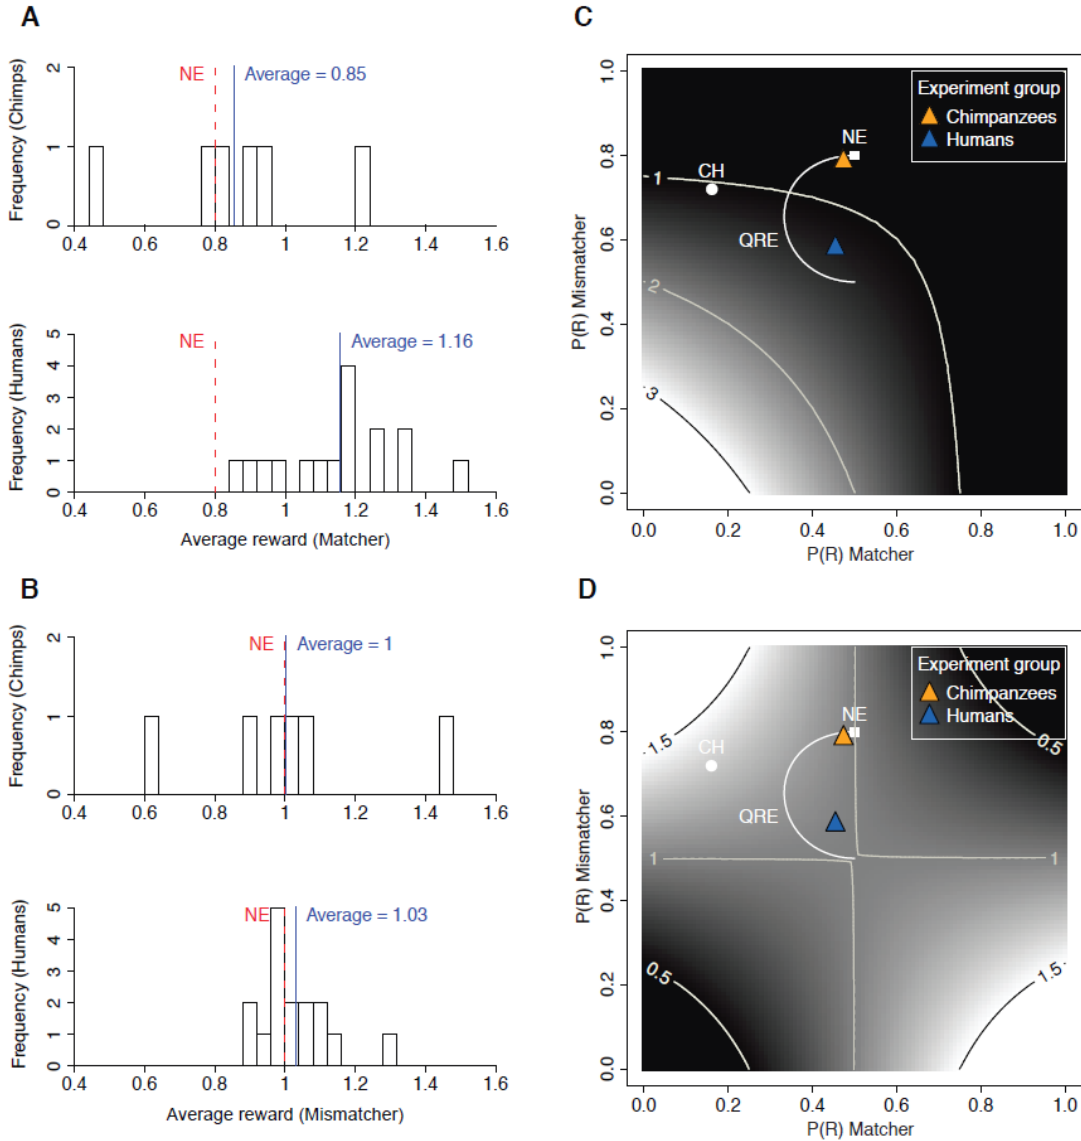 A
Frequency (Chimps)
2
1
0
NE
Average = 0.85
0.4 0.6 0.8 1 1.2 1.4 1.6
Frequency (Humans)
5
4
3
2
1
0
NE
Average = 1.16
0.4 0.6 0.8 1 1.2 1.4 1.6
Average reward (Matcher)
B
Frequency (Chimps)
2
1
0
NE
Average = 1
0.4 0.6 0.8 1 1.2 1.4 1.6
Frequency (Humans)
5
4
3
2
1
0
NE
Average = 1.03
0.4 0.6 0.8 1 1.2 1.4 1.6
Average reward (Mismatcher)
C
P(R) Mismatcher
1.0
0.8
0.6
0.4
0.2
0.0
Experiment group
Chimpanzees
Humans
NE
CH
1
QRE
2
3
0.0 0.2 0.4 0.6 0.8 1.0
P(R) Matcher
D
P(R) Mismatcher
1.0
0.8
0.6
0.4
0.2
0.0
Experiment group
Chimpanzees
Humans
NE
1.5
0.5
CH
QRE
1
1
0.5
1.5
0.0 0.2 0.4 0.6 0.8 1.0
P(R) Matcher